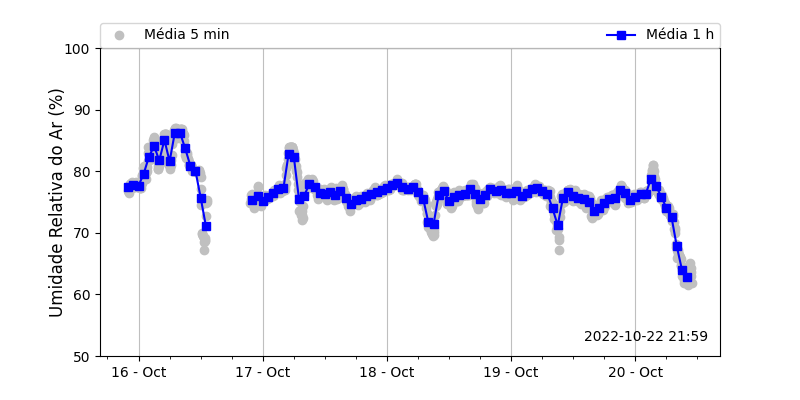 Média 5 min
Média 1 h
100
90
80
70
60
50
Umidade Relativa do Ar (%)
2022-10-22 21:59
16 - Oct
17 - Oct
18 - Oct
19 - Oct
20 - Oct